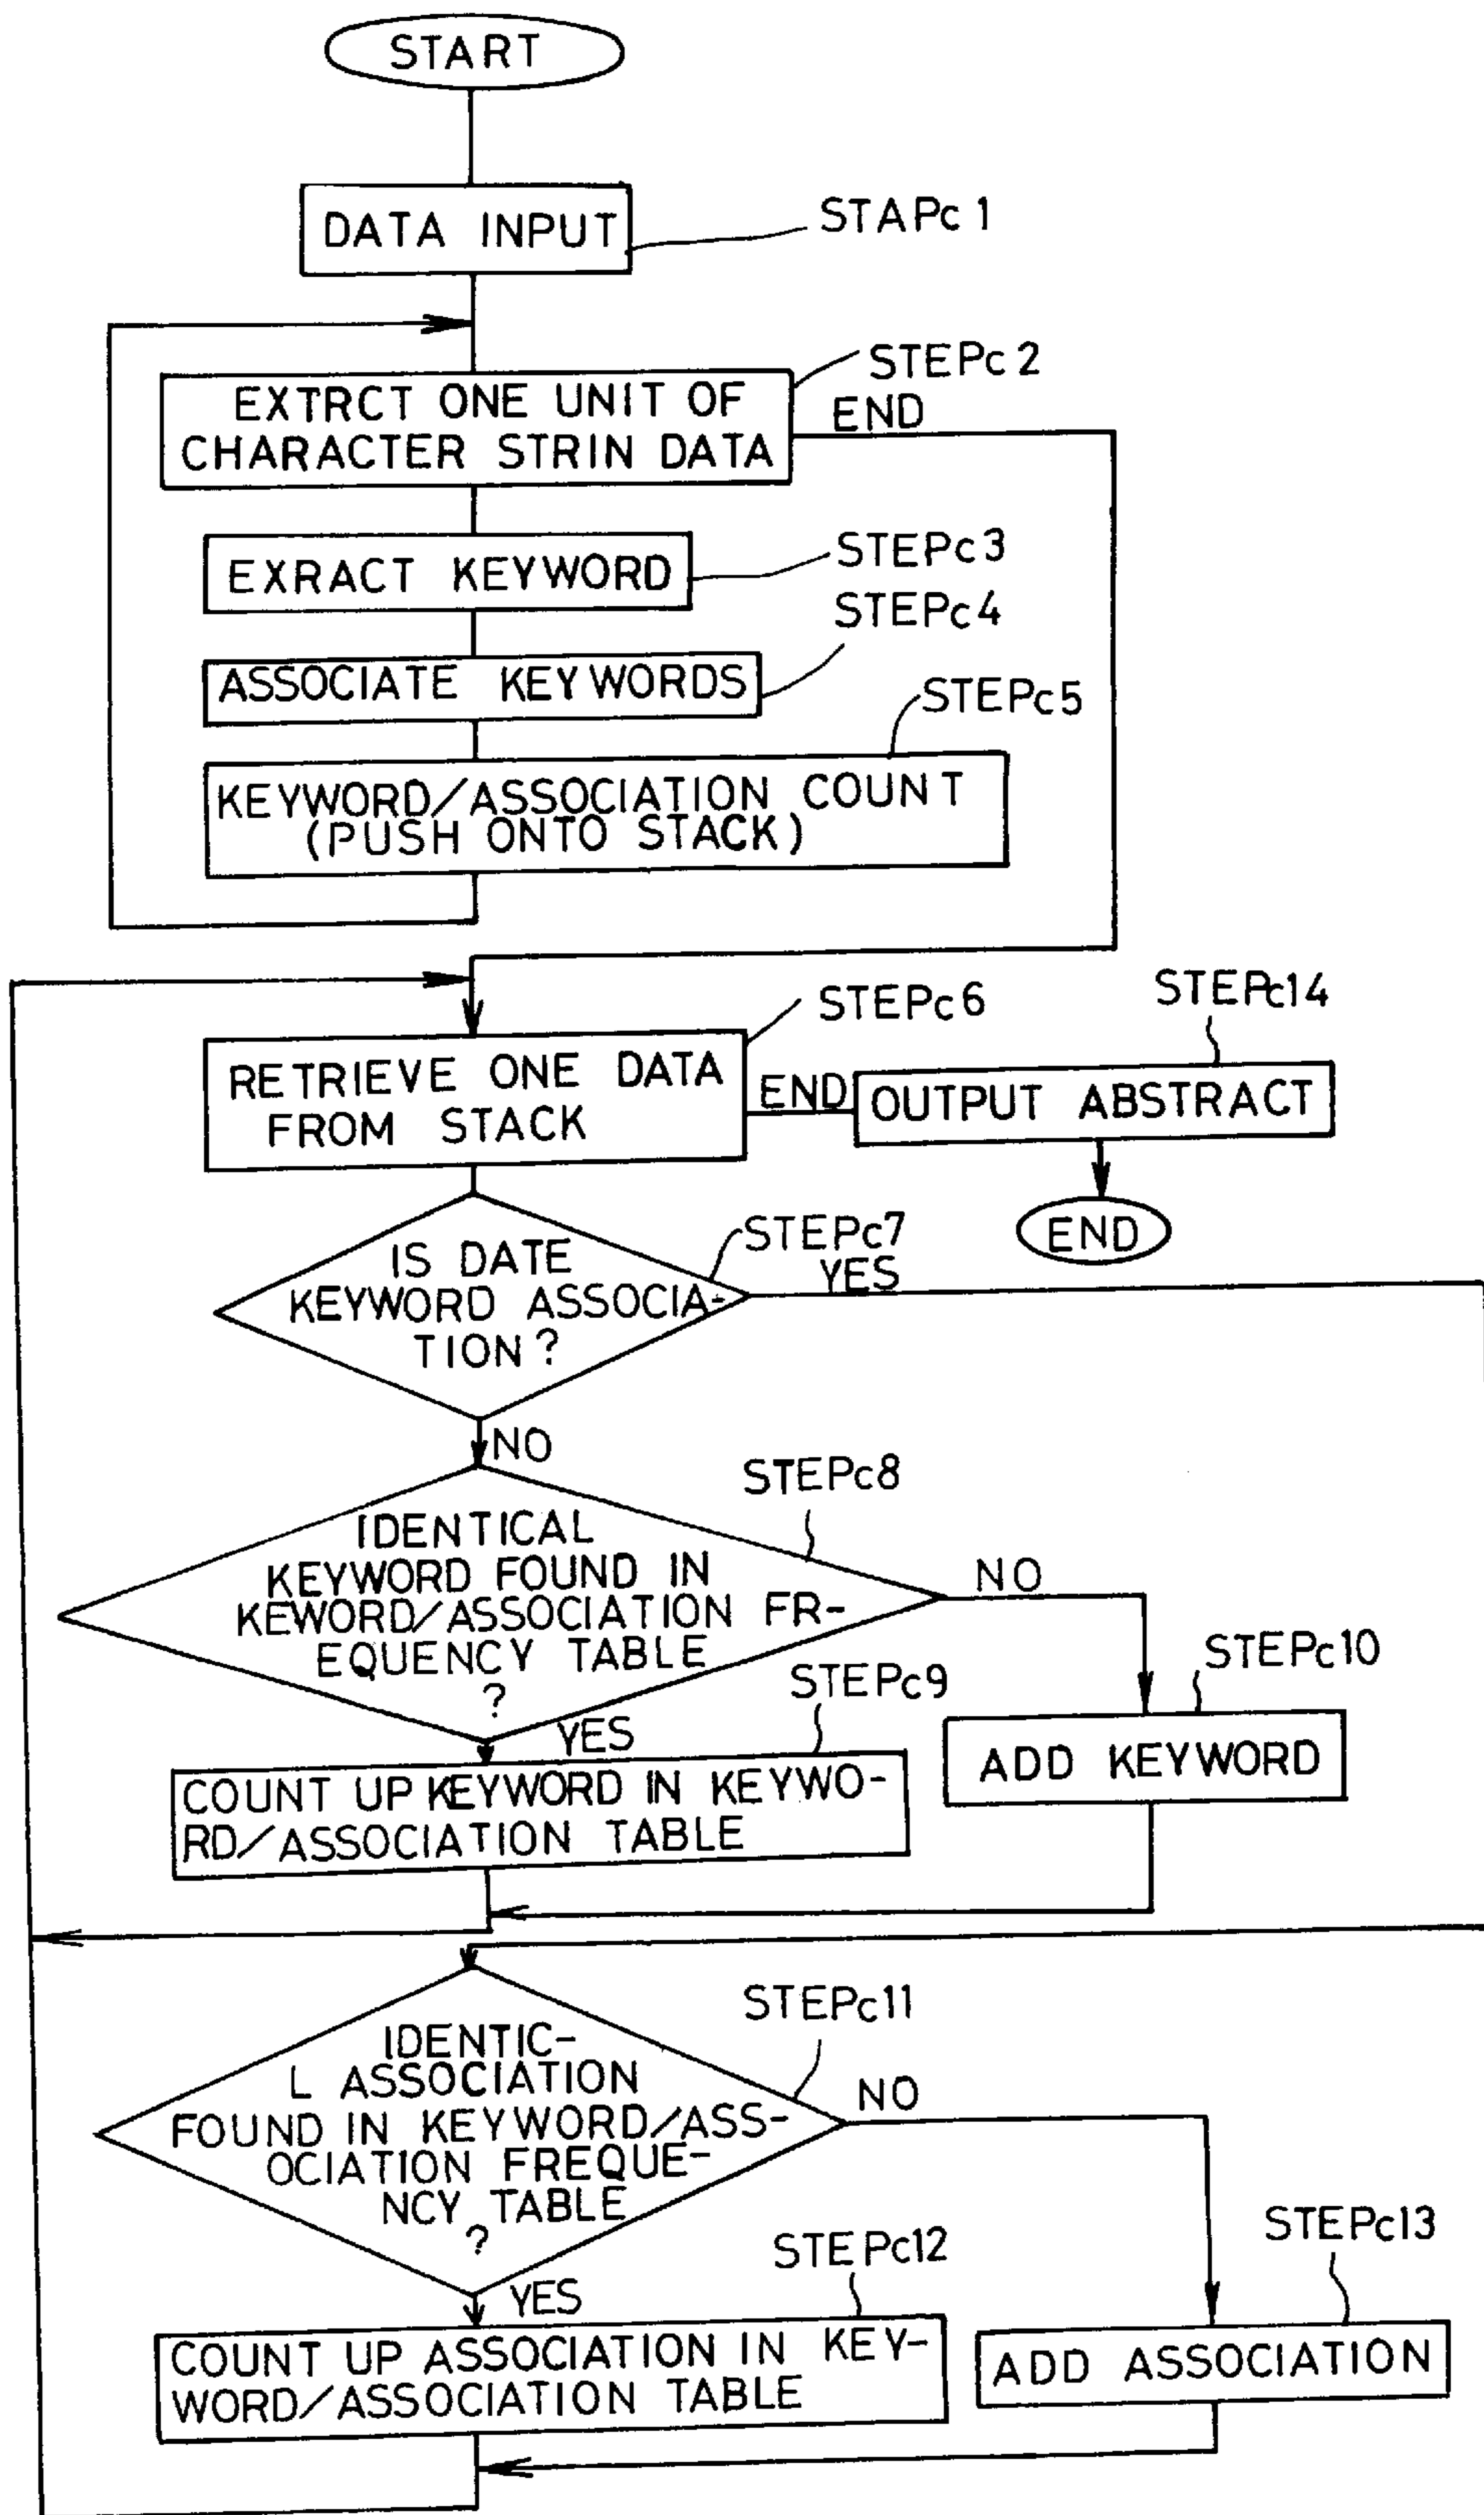 START
DATA INPUT
STAPc1
STEPc2
EXTRCT ONE UNIT OF
CHARACTER STRIN DATA
END
EXRACT KEYWORD
STEPc3
STEPc4
ASSOCIATE KEYWORDS
STEPc5
KEYWORD/ASSOCIATION COUNT
(PUSH ONTO STACK)
STEPc6
STEPc14
RETRIEVE ONE DATA
FROM STACK
END
OUTPUT ABSTRACT
END
STEPc7
IS DATE
KEYWORD ASSOCIA-
TION?
YES
NO
STEPc8
IDENTICAL
KEYWORD FOUND IN
KEWORD/ASSOCIATION FR-
EQUENCY TABLE
?
NO
YES
STEPc9
STEPc10
COUNT UP KEYWORD IN KEYWO-
RD/ASSOCIATION TABLE
ADD KEYWORD
STEPc11
IDENTIC-
L ASSOCIATION
FOUND IN KEYWORD/ASS-
OCIATION FREQUE-
NCY TABLE
?
NO
YES
STEPc12
STEPc13
COUNT UP ASSOCIATION IN KEY-
WORD/ASSOCIATION TABLE
ADD ASSOCIATION